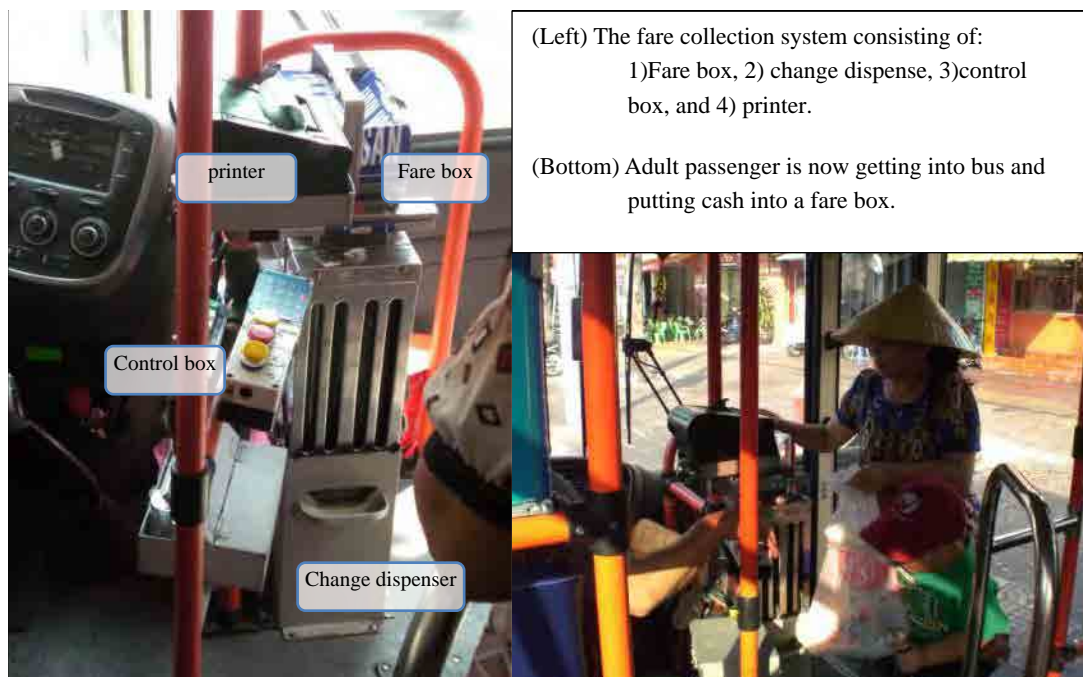 (Left) The fare collection system consisting of:
1)Fare box, 2) change dispense, 3)control
box, and 4) printer.
(Bottom) Adult passenger is now getting into bus and
putting cash into a fare box.
SAN
printer
Fare box
Control box
Change dispenser